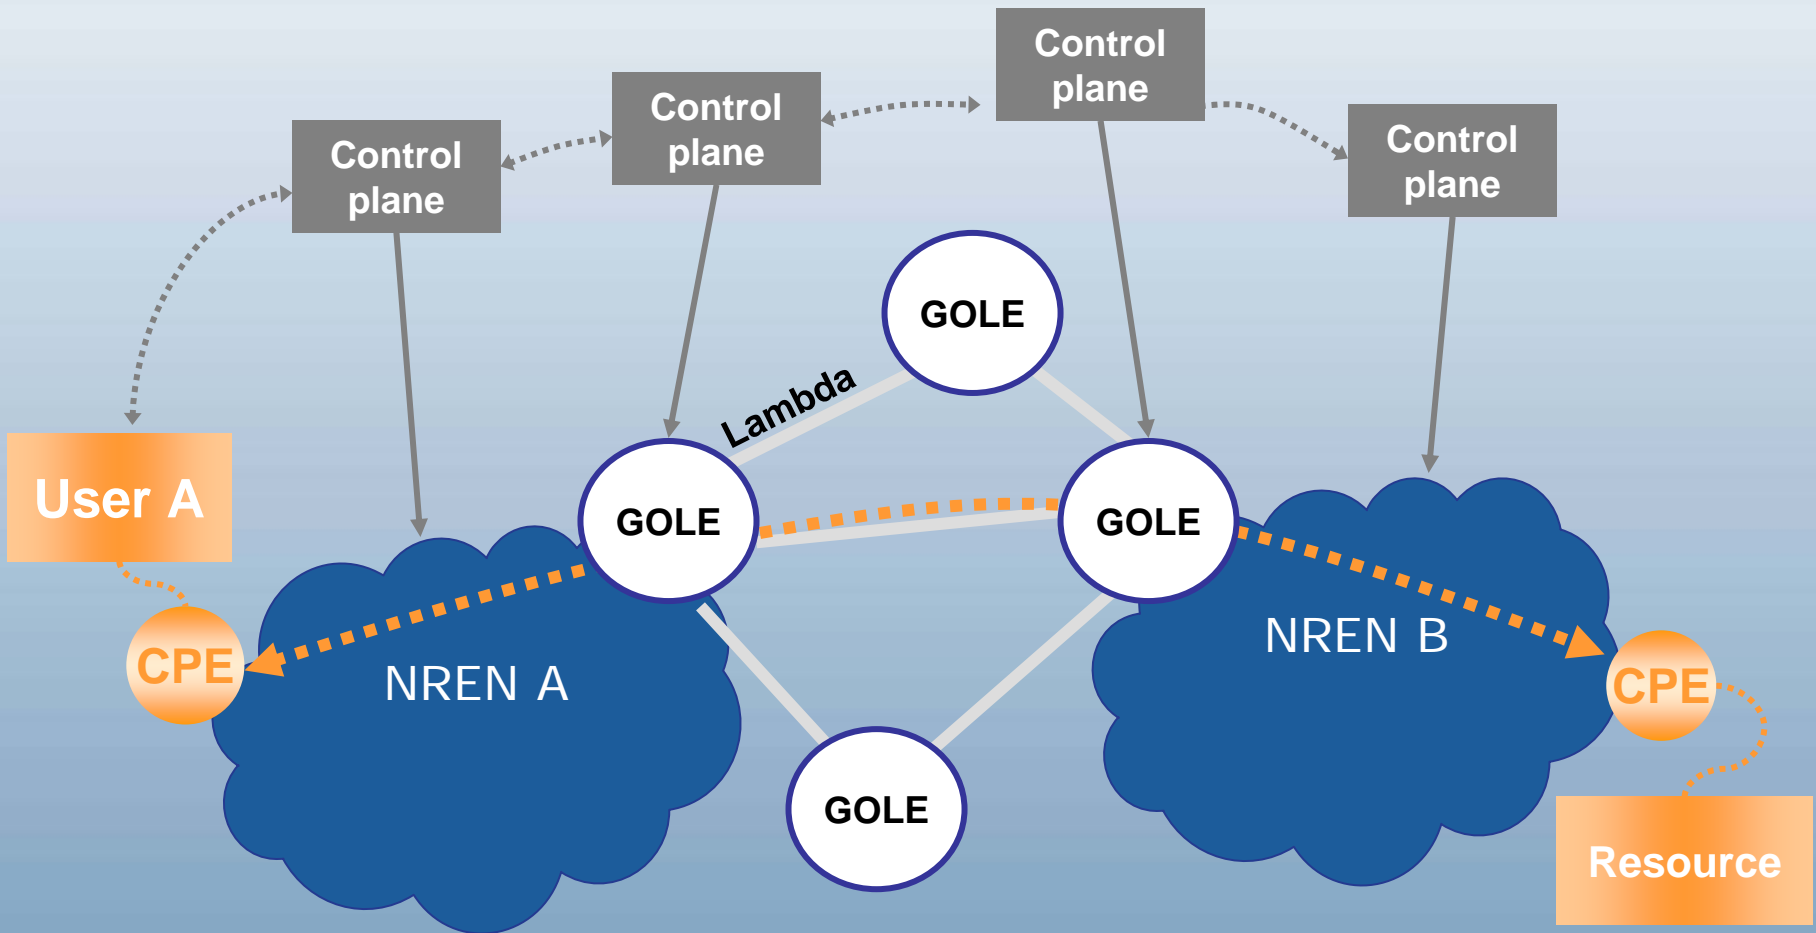 Control
plane
Control
plane
Control
plane
Control
plane
GOLE
Lambda
User A
GOLE
GOLE
NREN B
CPE
NREN A
CPE
GOLE
Resource